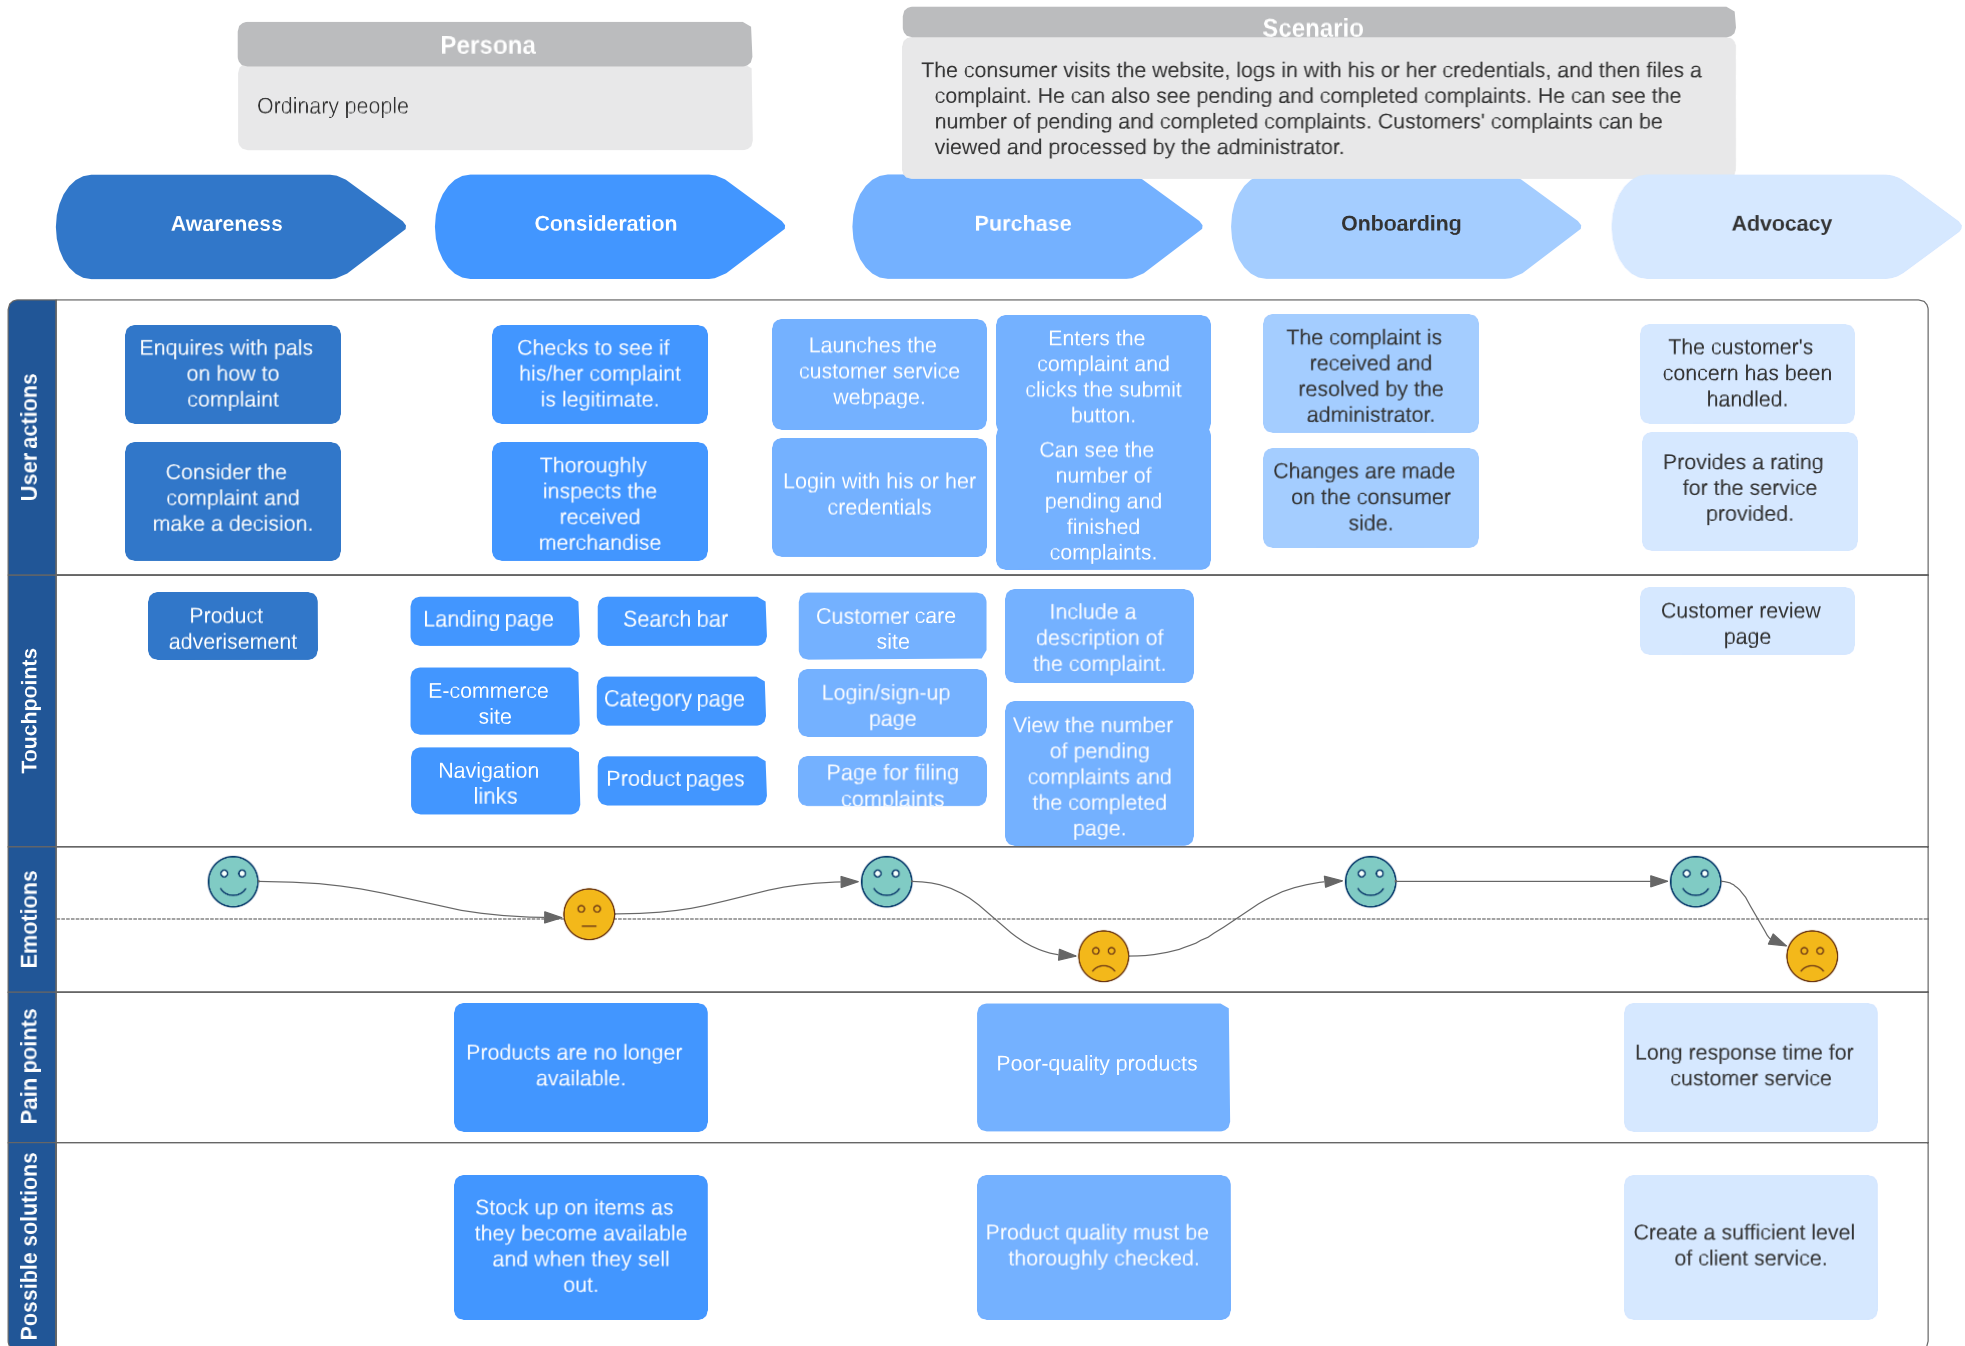 Persona
Ordinary people
Scenario
The consumer visits the website, logs in with his or her credentials, and then files a
complaint. He can also see pending and completed complaints. He can see the
number of pending and completed complaints. Customers' complaints can be
viewed and processed by the administrator.
Awareness
Consideration
Purchase
Onboarding
Advocacy
User actions
Enquires with pals
on how to
complaint
Consider the
complaint and
make a decision.
Checks to see if
his/her complaint
is legitimate.
Thoroughly
inspects the
received
merchandise
Launches the
customer service
webpage.
Login with his or her
credentials
Enters the
complaint and
clicks the submit
button.
Can see the
number of
pending and
finished
complaints.
The complaint is
received and
resolved by the
administrator.
Changes are made
on the consumer
side.
The customer's
concern has been
handled.
Provides a rating
for the service
provided.
Touchpoints
Product
adverisement
Landing page
E-commerce
site
Navigation
links
Search bar
Category page
Product pages
Customer care
site
Login/sign-up
page
Page for filing
complaints
Include a
description of
the complaint.
View the number
of pending
complaints and
the completed
page.
Customer review
page
Emotions
Pain points
Products are no longer
available.
Poor-quality products
Long response time for
customer service
Possible solutions
Stock up on items as
they become available
and when they sell
out.
Product quality must be
thoroughly checked.
Create a sufficient level
of client service.